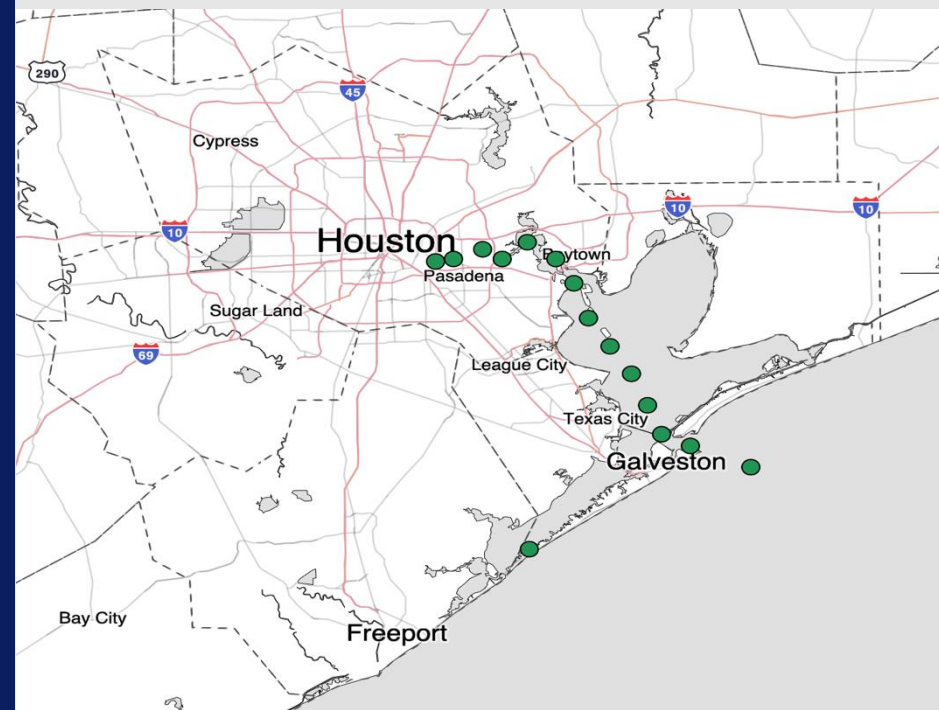 290
45
Cypress
10
10
10
Houston
Baytown
Pasadena
Sugar Land
69
League City
Texas City
Galveston
Bay City
Freeport